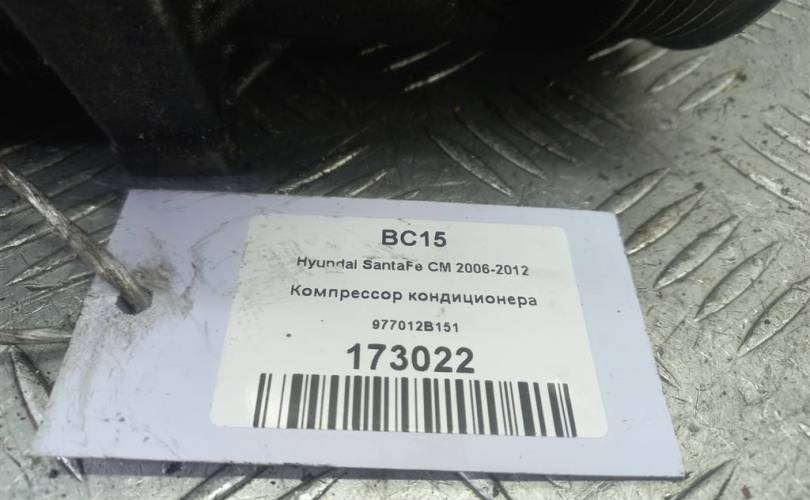 BC15
Hyundai SantaFe CM 2006-2012
Компрессор кондиционера
977012B151
173022